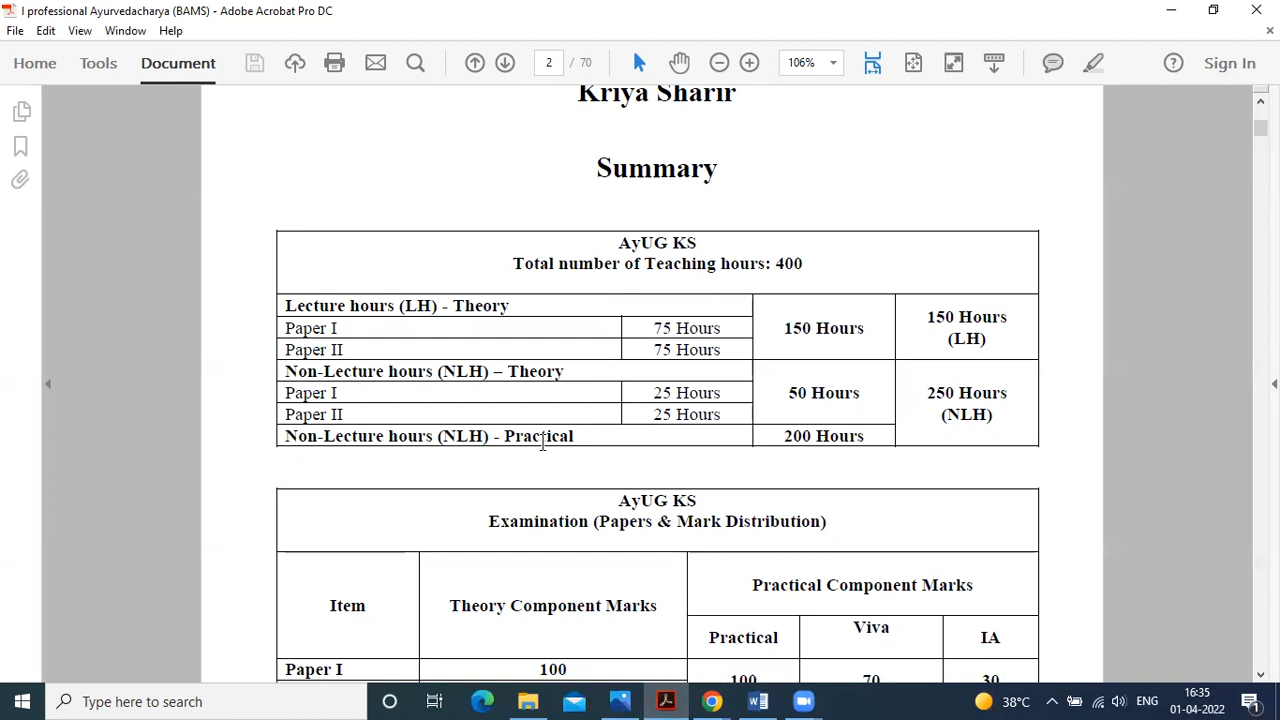 I professional Ayurvedacharya (BAMS) - Adobe Acrobat Pro DC
File Edit View Window Help
Home Tools Document 2 / 70 106% Sign In
Kriya Sharir
Summary
AyUG KS
Total number of Teaching hours: 400
Lecture hours (LH) - Theory
Paper I 75 Hours
Paper II 75 Hours
150 Hours
150 Hours
(LH)
Non-Lecture hours (NLH) – Theory
Paper I 25 Hours
Paper II 25 Hours
50 Hours
250 Hours
(NLH)
Non-Lecture hours (NLH) - Practical 200 Hours
AyUG KS
Examination (Papers & Mark Distribution)
Item Theory Component Marks Practical Component Marks
Practical Viva IA
Paper I 100 100 70 30
Type here to search
38°C ENG 16:35
01-04-2022 1